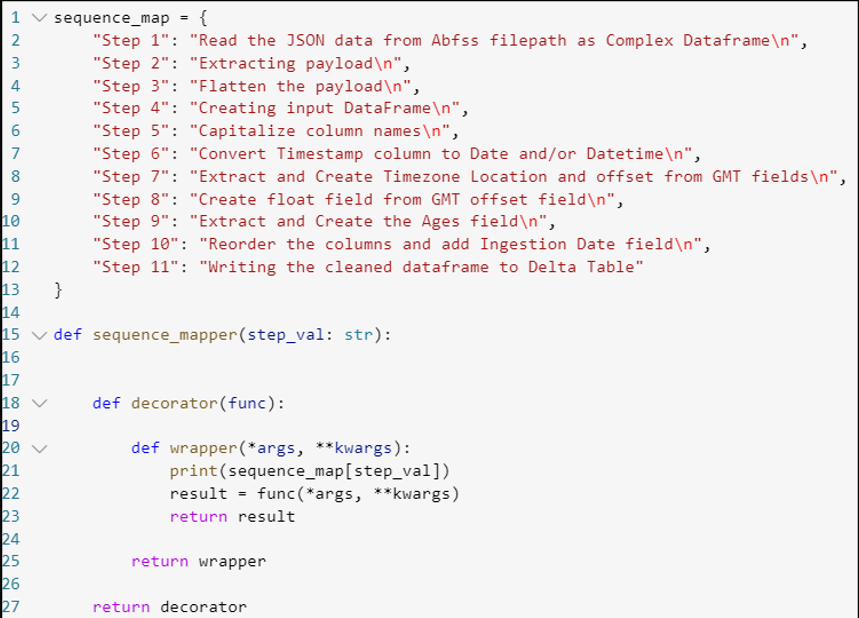 1 sequence_map = {
2 "Step 1": "Read the JSON data from Abfss filepath as Complex Dataframe\n",
3 "Step 2": "Extracting payload\n",
4 "Step 3": "Flatten the payload\n",
5 "Step 4": "Creating input DataFrame\n",
6 "Step 5": "Capitalize column names\n",
7 "Step 6": "Convert Timestamp column to Date and/or Datetime\n",
8 "Step 7": "Extract and Create Timezone Location and offset from GMT fields\n",
9 "Step 8": "Create float field from GMT offset field\n",
10 "Step 9": "Extract and Create the Ages field\n",
11 "Step 10": "Reorder the columns and add Ingestion Date field\n",
12 "Step 11": "Writing the cleaned dataframe to Delta Table"
13 }
14
15 def sequence_mapper(step_val: str):
16
17
18 def decorator(func):
19
20 def wrapper(*args, **kwargs):
21 print(sequence_map[step_val])
22 result = func(*args, **kwargs)
23 return result
24
25 return wrapper
26
27 return decorator